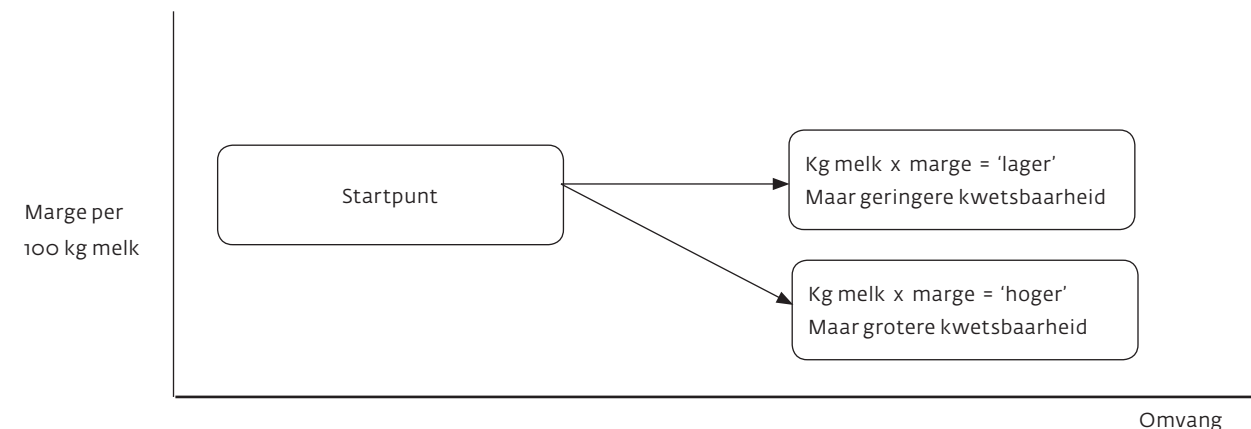 Marge per
100 kg melk
Startpunt
Kg melk x marge = ‘lager’
Maar geringere kwetsbaarheid
Kg melk x marge = ‘hoger’
Maar grotere kwetsbaarheid
Omvang